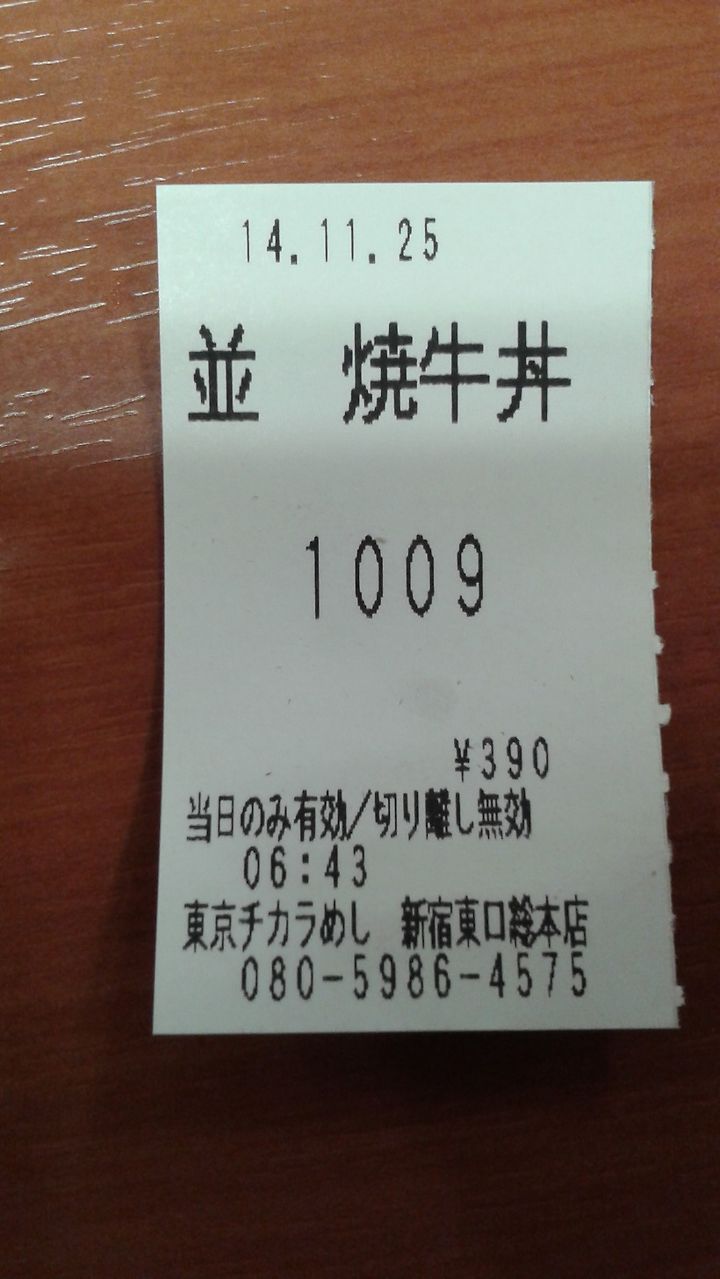 14.11.25
並　焼牛丼
1009
¥390
当日のみ有効/切り離し無効
06:43
東京チカラめし　新宿東口総本店
080-5986-4575